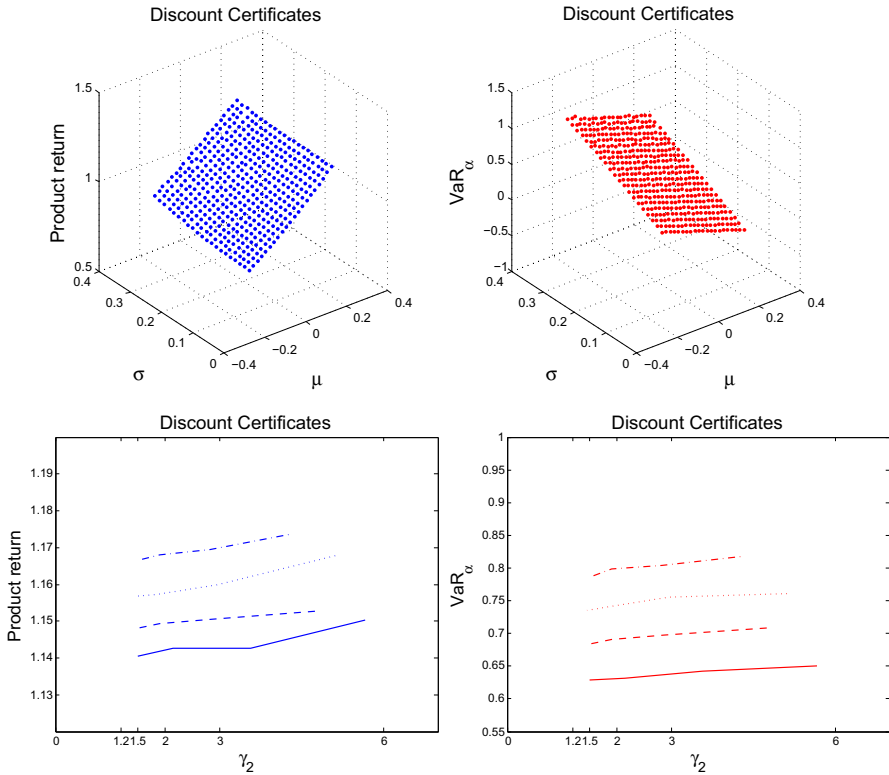 Discount Certificates
1.5
1
0.5
Product return
0.4
0.3
0.2
0.1
0
σ
−0.4
−0.2
0
0.2
0.4
μ
Discount Certificates
1.5
1
0.5
0
−0.5
−1
VaRα
0.4
0.3
0.2
0.1
0
σ
−0.4
−0.2
0
0.2
0.4
μ
Discount Certificates
1.19
1.18
1.17
1.16
1.15
1.14
1.13
Product return
0 1.2 1.5 2 3 6
γ2
Discount Certificates
1
0.95
0.9
0.85
0.8
0.75
0.7
0.65
0.6
0.55
VaRα
0 1.2 1.5 2 3 6
γ2